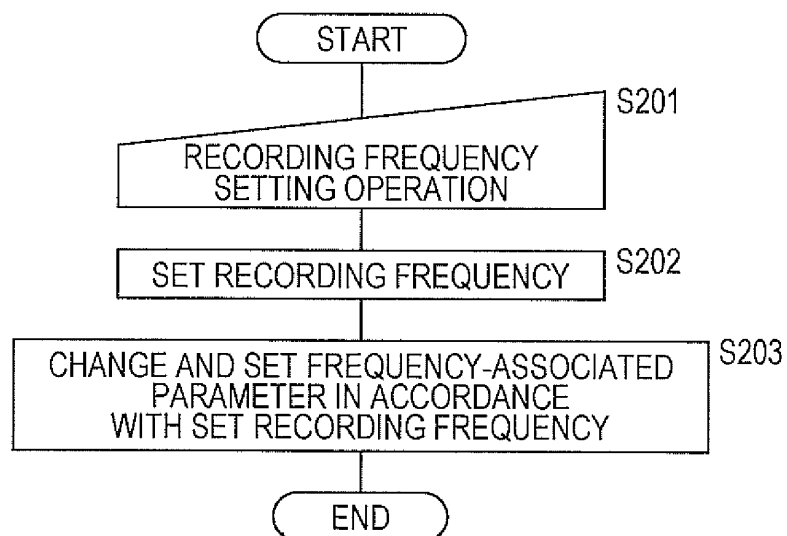 START
S201
RECORDING FREQUENCY
SETTING OPERATION
SET RECORDING FREQUENCY
S202
CHANGE AND SET FREQUENCY-ASSOCIATED
PARAMETER IN ACCORDANCE
WITH SET RECORDING FREQUENCY
S203
END